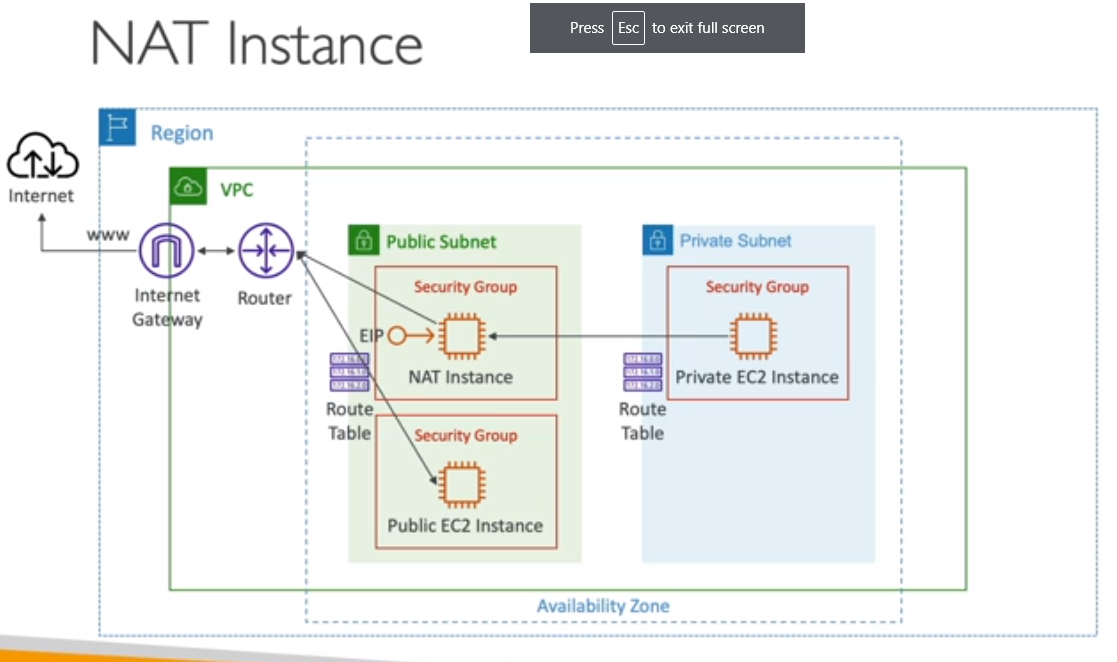 NAT Instance
Press Esc to exit full screen
Region
Internet
VPC
www
Public Subnet
Private Subnet
Security Group
Security Group
Internet
Gateway
Router
EIP
NAT Instance
Private EC2 Instance
Route
Table
Route
Table
Security Group
Public EC2 Instance
Availability Zone